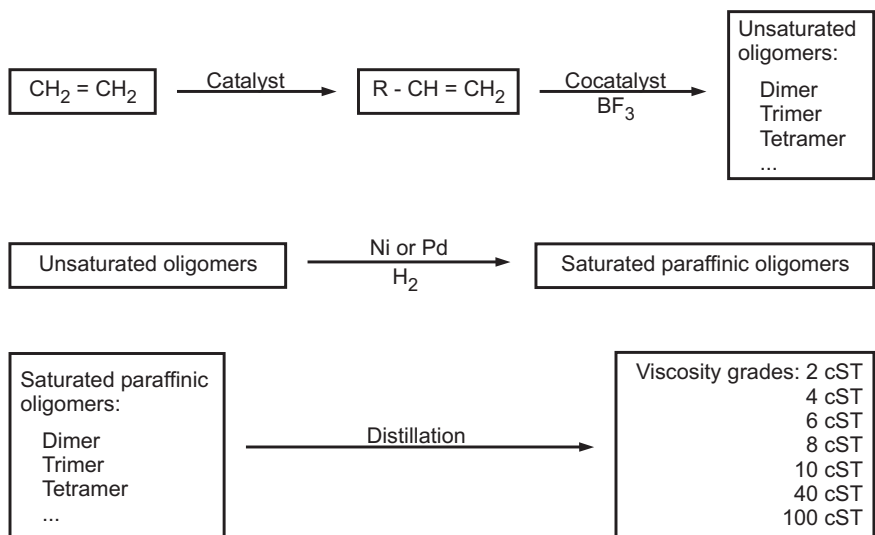 CH2 = CH2
Catalyst
R - CH = CH2
Cocatalyst
BF3
Unsaturated
oligomers:
Dimer
Trimer
Tetramer
...
Unsaturated oligomers
Ni or Pd
H2
Saturated paraffinic oligomers
Saturated paraffinic
oligomers:
Dimer
Trimer
Tetramer
...
Distillation
Viscosity grades: 2 cST
4 cST
6 cST
8 cST
10 cST
40 cST
100 cST